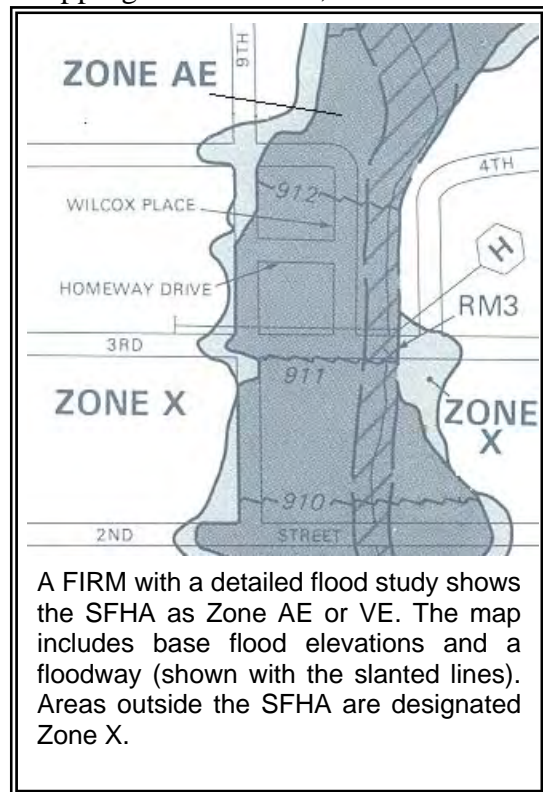 ZONE AE
9TH
4TH
912
WILCOX PLACE
H
HOMEWAY DRIVE
RM3
3RD
911
ZONE X
ZONE
X
910
2ND
STREET
A FIRM with a detailed flood study shows
the SFHA as Zone AE or VE. The map
includes base flood elevations and a
floodway (shown with the slanted lines).
Areas outside the SFHA are designated
Zone X.